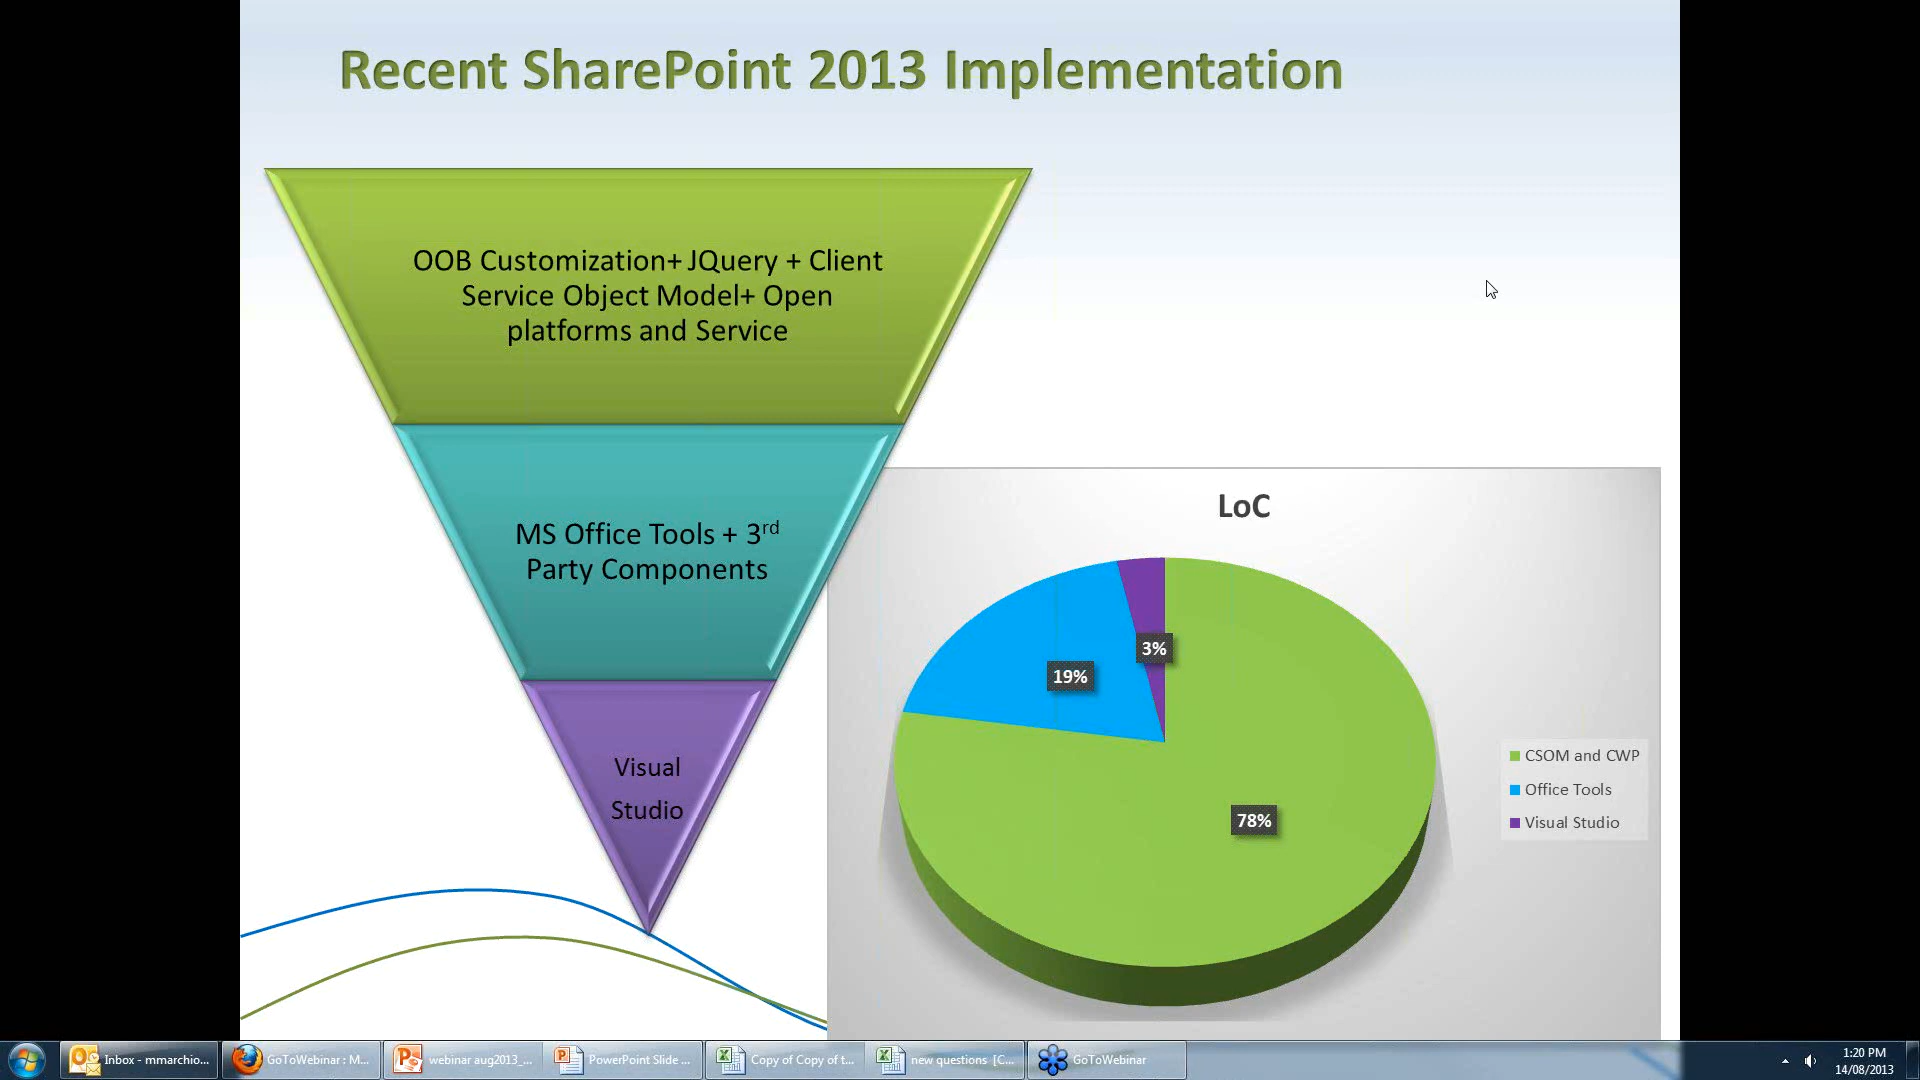 Recent SharePoint 2013 Implementation
OOB Customization+ JQuery + Client
Service Object Model+ Open
platforms and Service
MS Office Tools + 3rd
Party Components
Visual
Studio
LoC
3%
19%
78%
CSOM and CWP
Office Tools
Visual Studio
Inbox - mmarchio...
GoToWebinar : M...
webinar aug2013_...
PowerPoint Slide ...
Copy of Copy of t...
new questions [C...
GoToWebinar
1:20 PM
14/08/2013